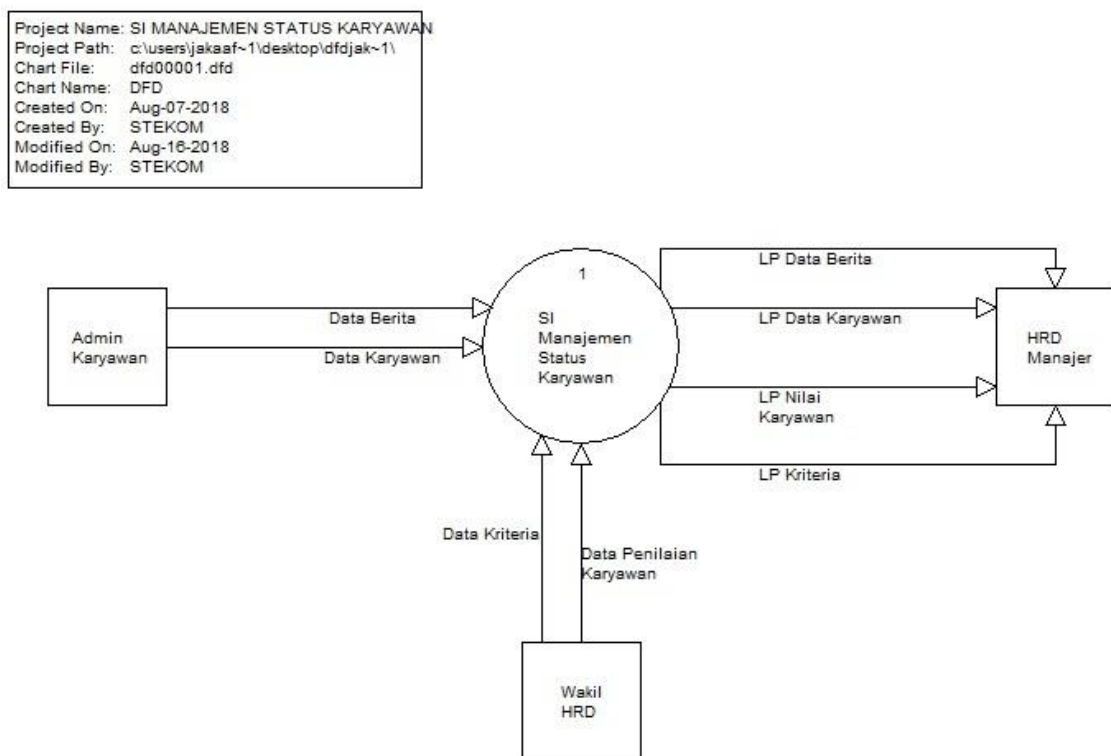 Project Name: SI MANAJEMEN STATUS KARYAWAN
Project Path: c:\users\jakaaf~1\desktop\dfdjak~1\
Chart File: dfd00001.dfd
Chart Name: DFD
Created On: Aug-07-2018
Created By: STEKOM
Modified On: Aug-16-2018
Modified By: STEKOM
Admin
Karyawan
Data Berita
Data Karyawan
1
SI
Manajemen
Status
Karyawan
LP Data Berita
LP Data Karyawan
LP Nilai
Karyawan
LP Kriteria
HRD
Manajer
Data Kriteria
Data Penilaian
Karyawan
Wakil
HRD